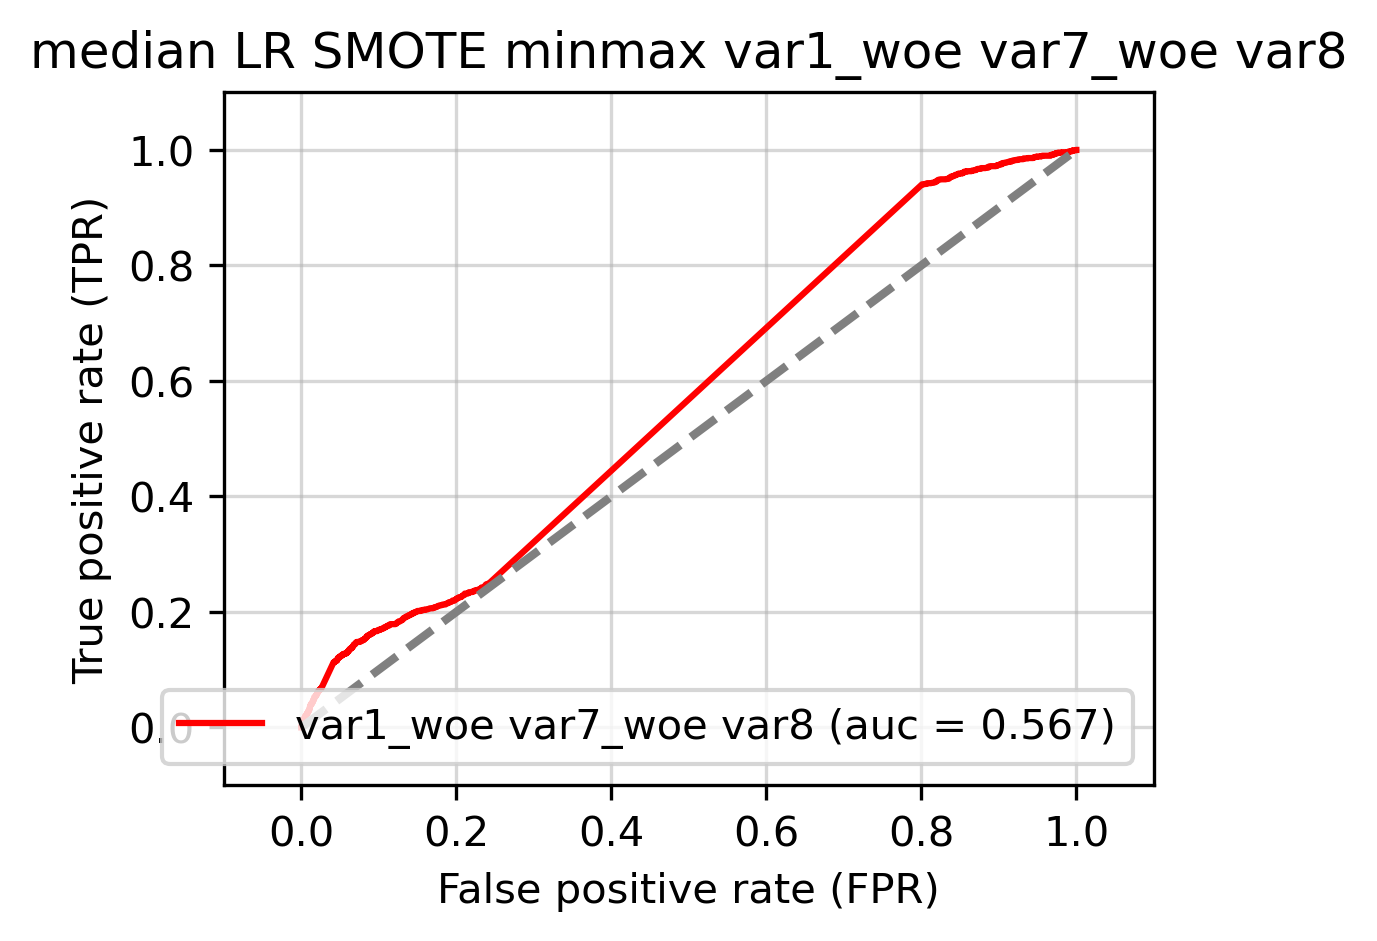 median LR SMOTE minmax var1_woe var7_woe var8
True positive rate (TPR)
1.0
0.8
0.6
0.4
0.2
0.0
var1_woe var7_woe var8 (auc = 0.567)
0.0 0.2 0.4 0.6 0.8 1.0
False positive rate (FPR)